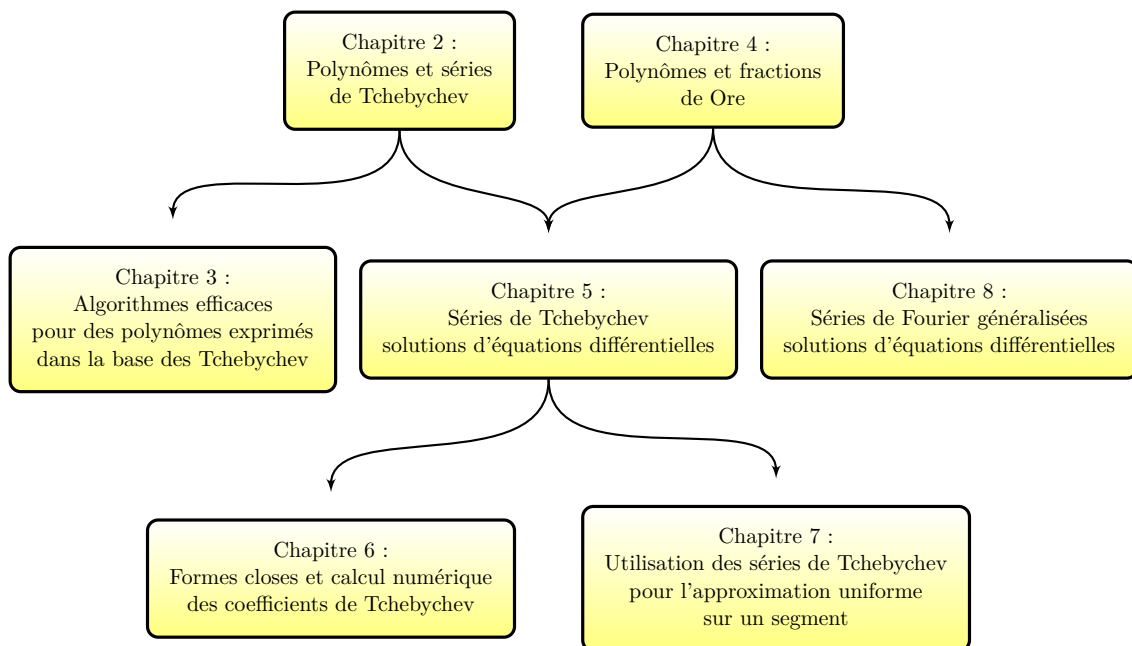 Chapitre 2 :
Polynômes et séries
de Tchebychev
Chapitre 4 :
Polynômes et fractions
de Ore
Chapitre 3 :
Algorithmes efficaces
pour des polynômes exprimés
dans la base des Tchebychev
Chapitre 5 :
Séries de Tchebychev
solutions d'équations différentielles
Chapitre 8 :
Séries de Fourier généralisées
solutions d'équations différentielles
Chapitre 6 :
Formes closes et calcul numérique
des coefficients de Tchebychev
Chapitre 7 :
Utilisation des séries de Tchebychev
pour l'approximation uniforme
sur un segment